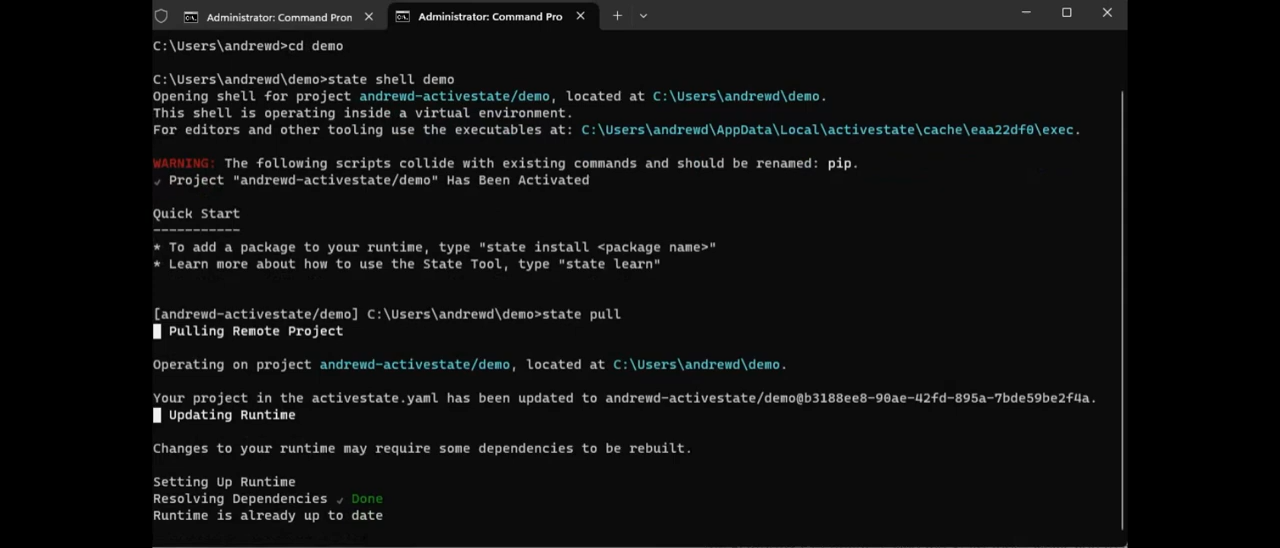 Administrator: Command Pron
Administrator: Command Pro
C:\Users\andrewd>cd demo
C:\Users\andrewd\demo>state shell demo
Opening shell for project andrewd-activestate/demo, located at C:\Users\andrewd\demo.
This shell is operating inside a virtual environment.
For editors and other tooling use the executables at: C:\Users\andrewd\AppData\Local\activestate\cache\eaa22df0\exec.
WARNING: The following scripts collide with existing commands and should be renamed: pip.
✓ Project "andrewd-activestate/demo" Has Been Activated
Quick Start
-----------
* To add a package to your runtime, type "state install <package name>"
* Learn more about how to use the State Tool, type "state learn"
[andrewd-activestate/demo] C:\Users\andrewd\demo>state pull
█ Pulling Remote Project
Operating on project andrewd-activestate/demo, located at C:\Users\andrewd\demo.
Your project in the activestate.yaml has been updated to andrewd-activestate/demo@b3188ee8-90ae-42fd-895a-7bde59be2f4a.
█ Updating Runtime
Changes to your runtime may require some dependencies to be rebuilt.
Setting Up Runtime
Resolving Dependencies ✓ Done
Runtime is already up to date